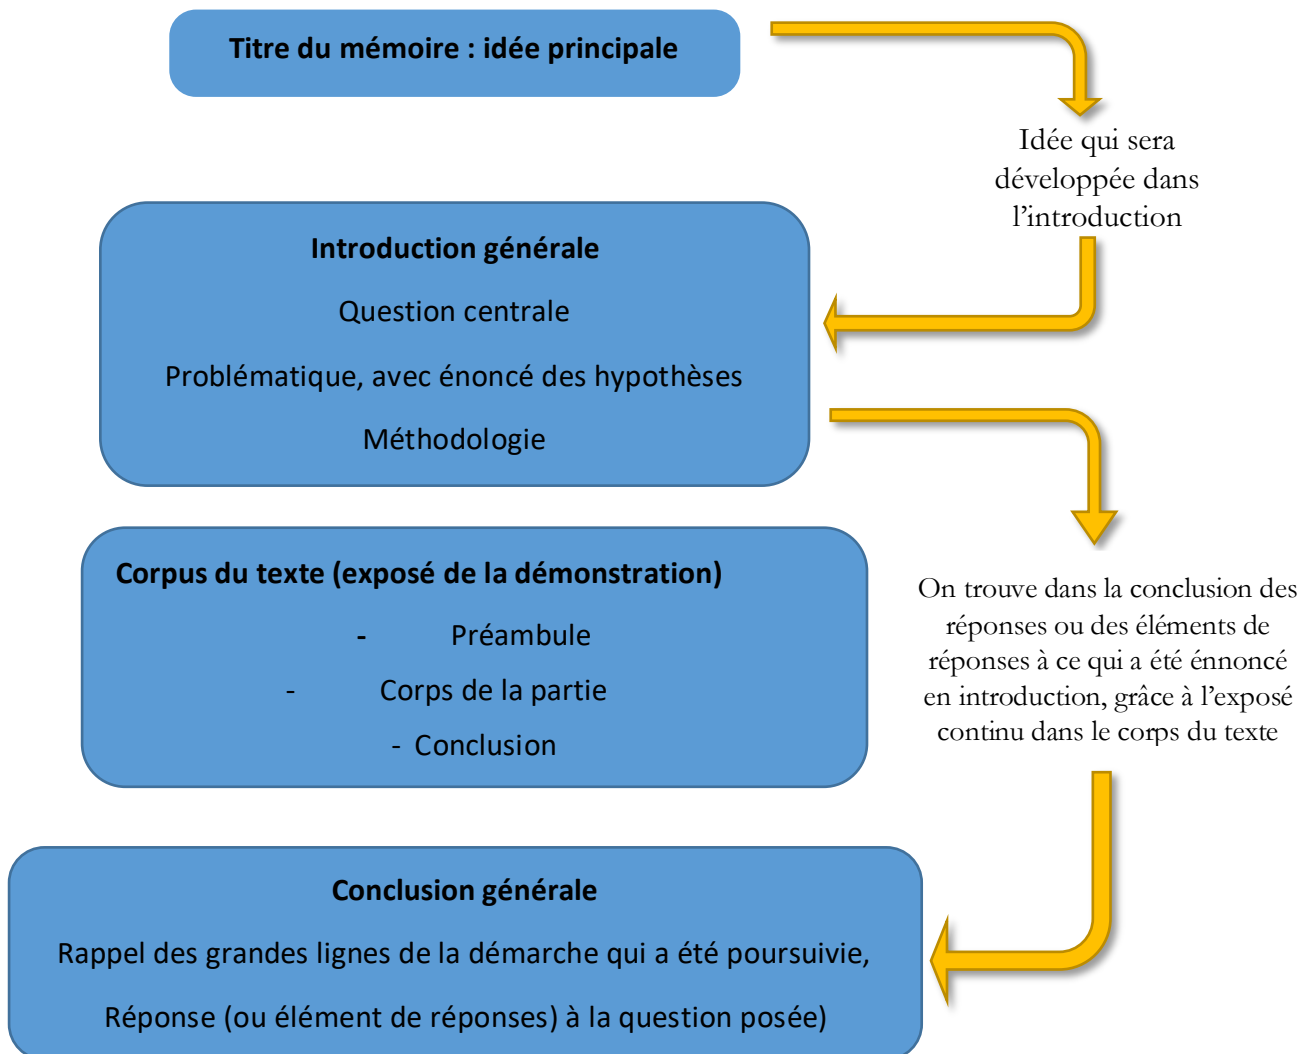 Titre du mémoire : idée principale
Idée qui sera
développée dans
l’introduction
Introduction générale
Question centrale
Problématique, avec énoncé des hypothèses
Méthodologie
Corpus du texte (exposé de la démonstration)
- Préambule
- Corps de la partie
- Conclusion
On trouve dans la conclusion des
réponses ou des éléments de
réponses à ce qui a été énnoncé
en introduction, grâce à l’exposé
continu dans le corps du texte
Conclusion générale
Rappel des grandes lignes de la démarche qui a été poursuivie,
Réponse (ou élément de réponses) à la question posée)